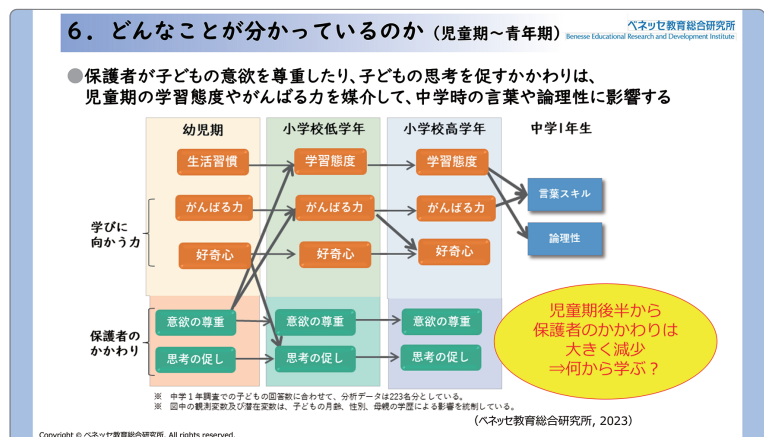 6．どんなことが分かっているのか（児童期～青年期）
ベネッセ教育総合研究所
Benesse Educational Research and Development Institute
●保護者が子どもの意欲を尊重したり、子どもの思考を促すかかわりは、
児童期の学習態度やがんばる力を媒介して、中学時の言葉や論理性に影響する
幼児期
小学校低学年
小学校高学年
中学1年生
生活習慣
学習態度
学習態度
言葉スキル
学びに
向かう力
がんばる力
がんばる力
がんばる力
論理性
好奇心
好奇心
好奇心
保護者の
かかわり
意欲の尊重
意欲の尊重
意欲の尊重
思考の促し
思考の促し
思考の促し
児童期後半から
保護者のかかわりは
大きく減少
⇒何から学ぶ？
※　中学1年調査での子どもの回答数に合わせて、分析データは223名分としている。
※　図中の観測変数及び潜在変数は、子どもの月齢、性別、母親の学歴による影響を統制している。
（ベネッセ教育総合研究所, 2023）
Copyright © ベネッセ教育総合研究所. All rights reserved.